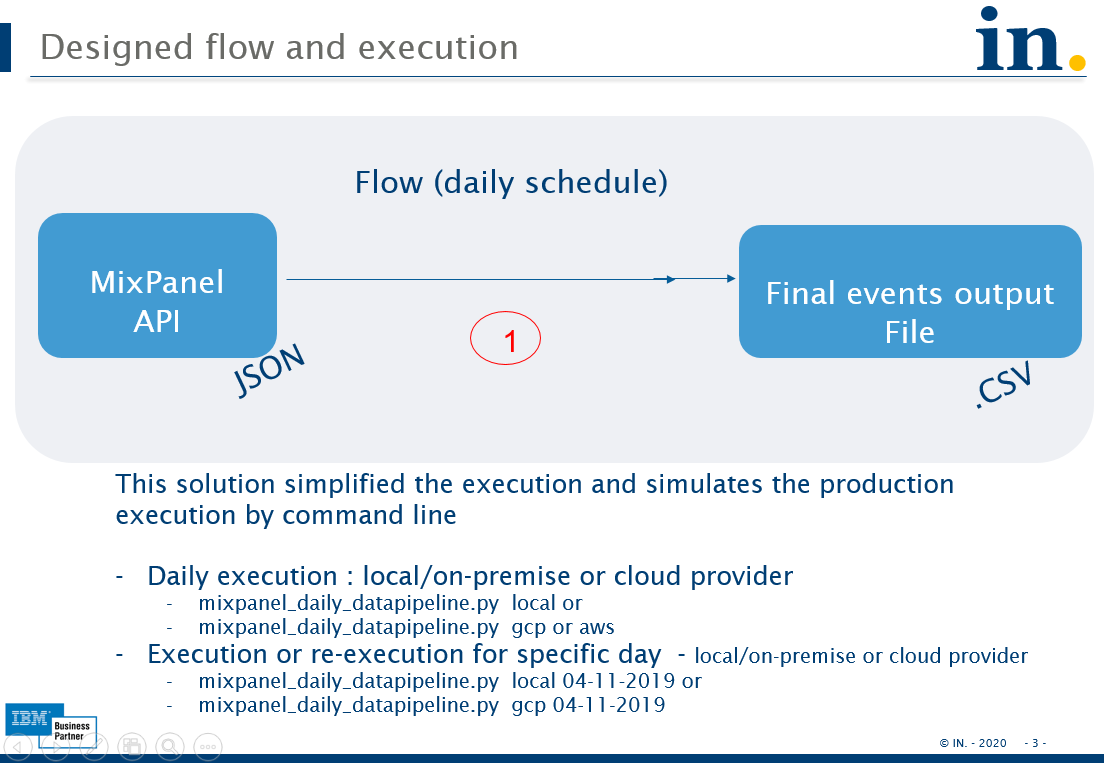 Designed flow and execution
in.
Flow (daily schedule)
MixPanel
API
Final events output
File
1
JSON
.CSV
This solution simplified the execution and simulates the production
execution by command line
- Daily execution : local/on-premise or cloud provider
- mixpanel_daily_datapipeline.py local or
- mixpanel_daily_datapipeline.py gcp or aws
- Execution or re-execution for specific day - local/on-premise or cloud provider
- mixpanel_daily_datapipeline.py local 04-11-2019 or
- mixpanel_daily_datapipeline.py gcp 04-11-2019
IBM
Business
Partner
© IN. - 2020 - 3 -